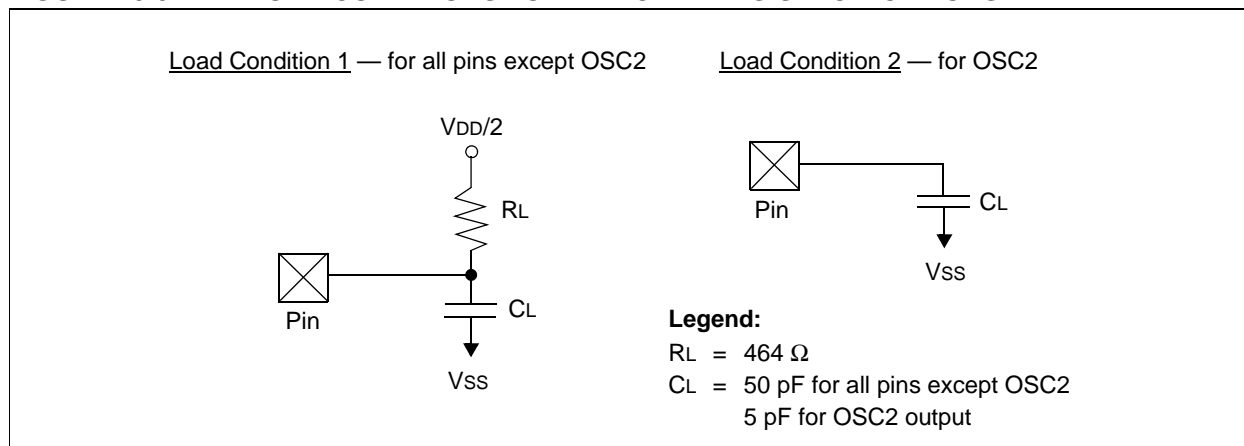 Load Condition 1 — for all pins except OSC2
Load Condition 2 — for OSC2
VDD/2
RL
Pin
CL
VSS
Pin
CL
VSS
Legend:
RL = 464 Ω
CL = 50 pF for all pins except OSC2
5 pF for OSC2 output